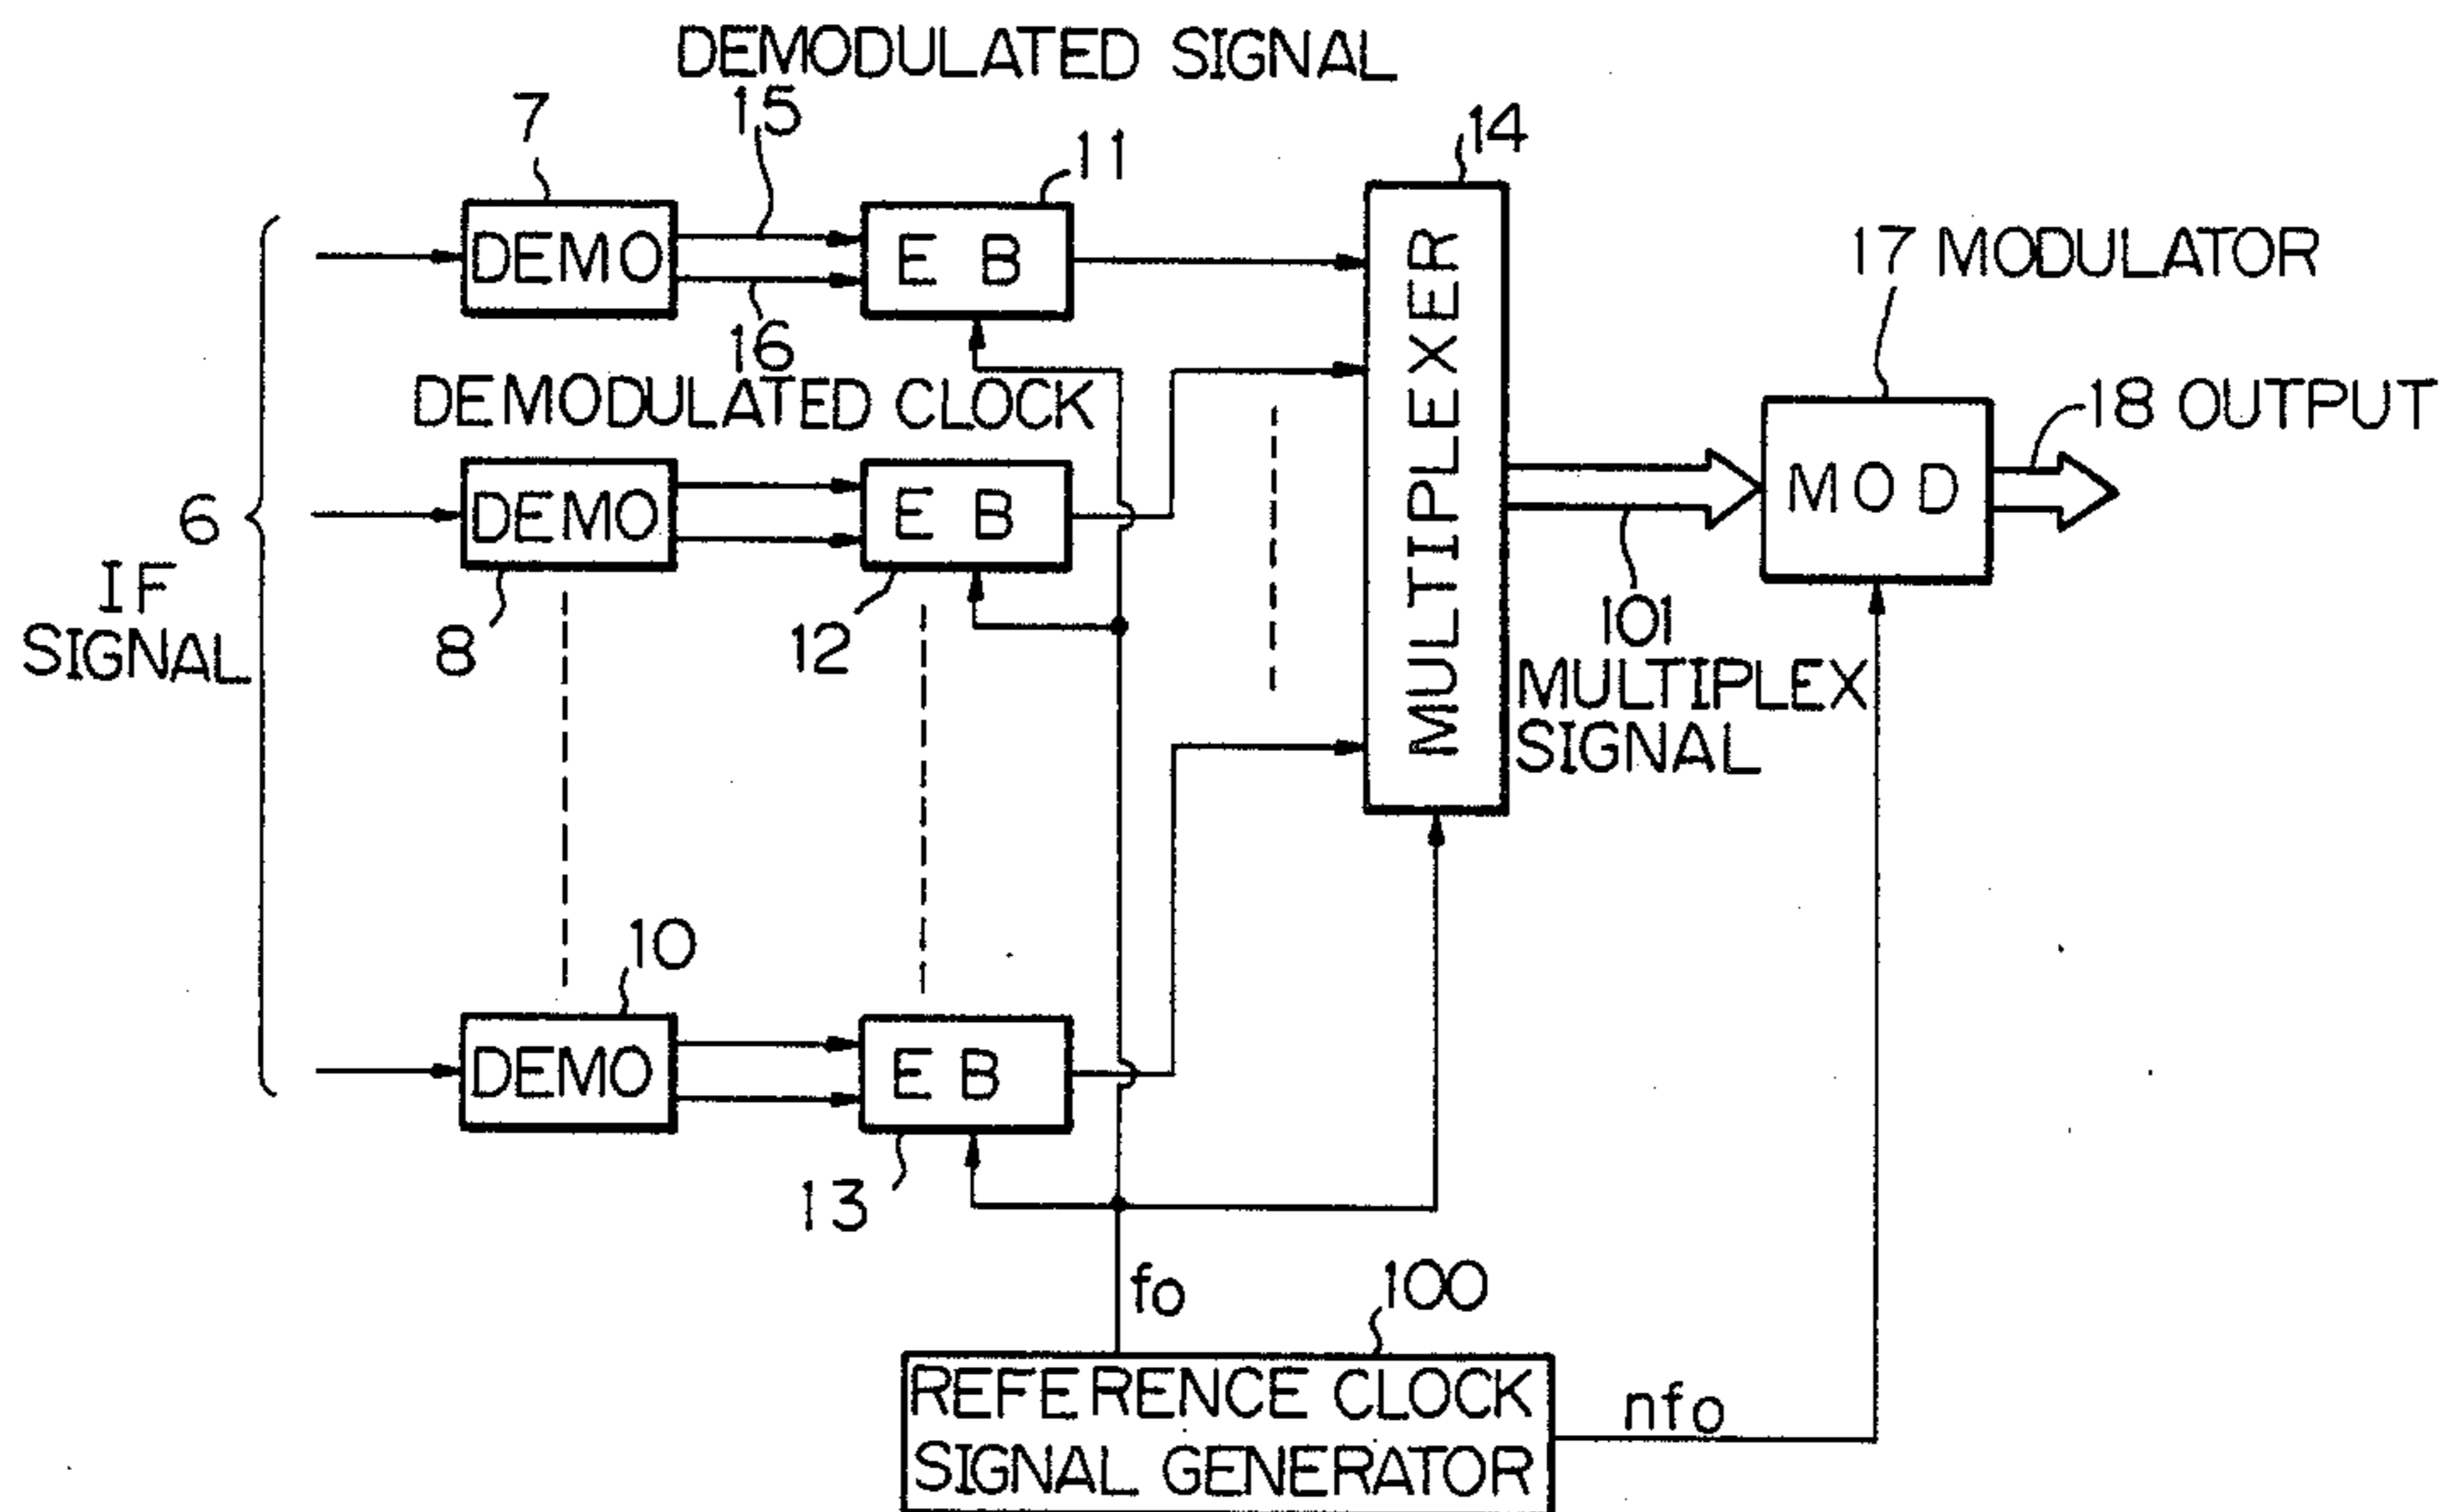 DEMODULATED SIGNAL
7
15
11
14
DEMO
E B
17 MODULATOR
16
DEMODULATED CLOCK
MULTIPLEXER
18 OUTPUT
6
IF
SIGNAL
DEMO
E B
MOD
8
12
101
MULTIPLEX
SIGNAL
10
DEMO
E B
13
fo
100
REFERENCE CLOCK
SIGNAL GENERATOR
nfo